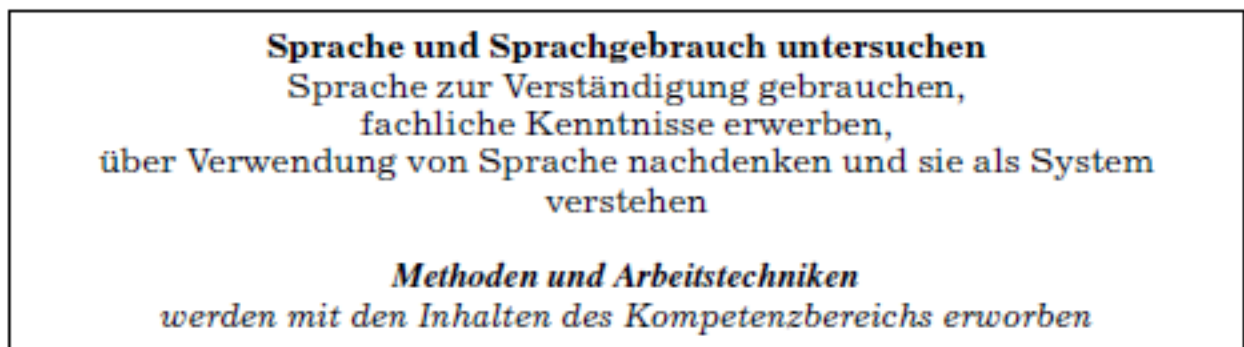 Sprache und Sprachgebrauch untersuchen
Sprache zur Verständigung gebrauchen,
fachliche Kenntnisse erwerben,
über Verwendung von Sprache nachdenken und sie als System
verstehen
Methoden und Arbeitstechniken
werden mit den Inhalten des Kompetenzbereichs erworben